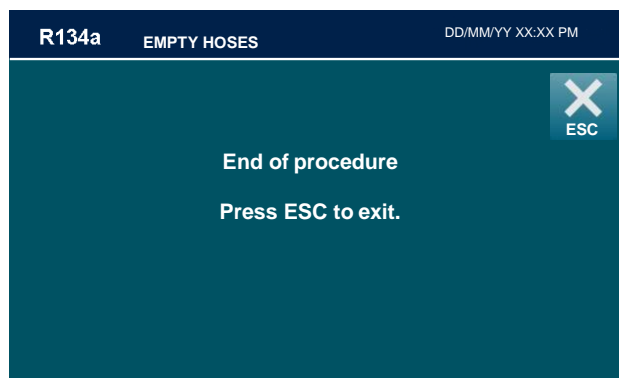 R134a EMPTY HOSES DD/MM/YY XX:XX PM
ESC
End of procedure
Press ESC to exit.